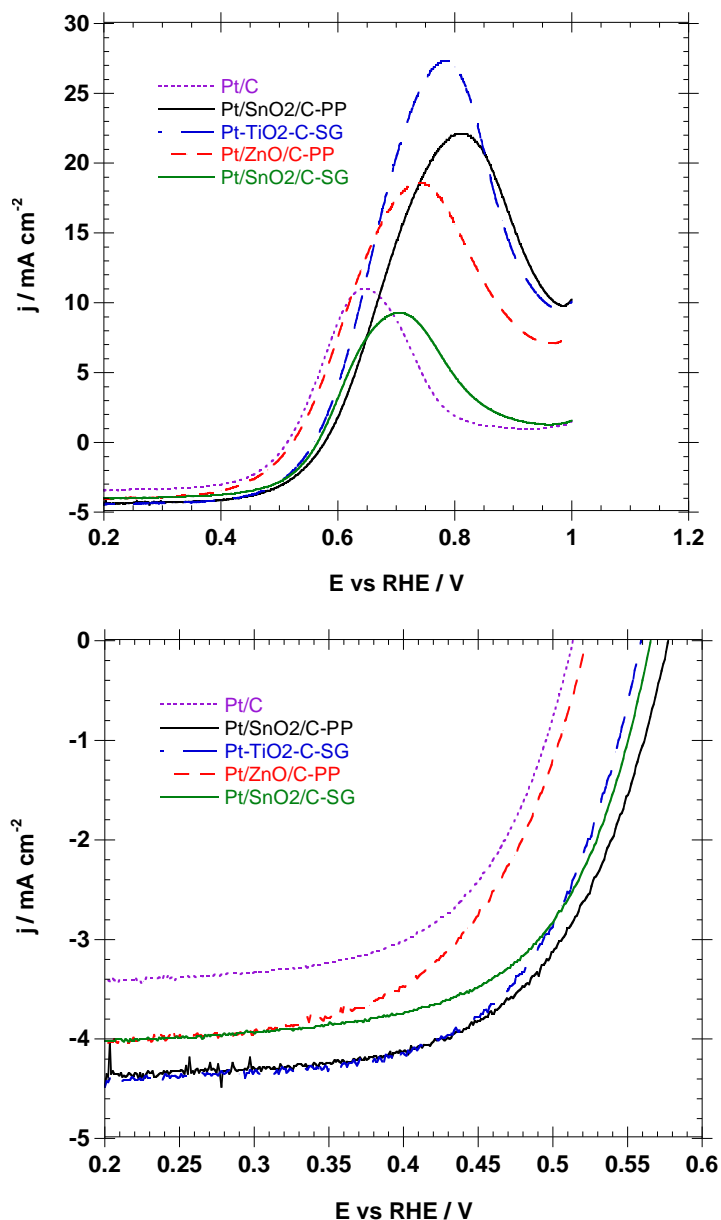 30
25
20
15
10
5
0
-5
j / mA cm-2
Pt/C
Pt/SnO2/C-PP
Pt-TiO2-C-SG
Pt/ZnO/C-PP
Pt/SnO2/C-SG
0.2 0.4 0.6 0.8 1 1.2
E vs RHE / V
0
-1
-2
-3
-4
-5
j / mA cm-2
Pt/C
Pt/SnO2/C-PP
Pt-TiO2-C-SG
Pt/ZnO/C-PP
Pt/SnO2/C-SG
0.2 0.25 0.3 0.35 0.4 0.45 0.5 0.55 0.6
E vs RHE / V